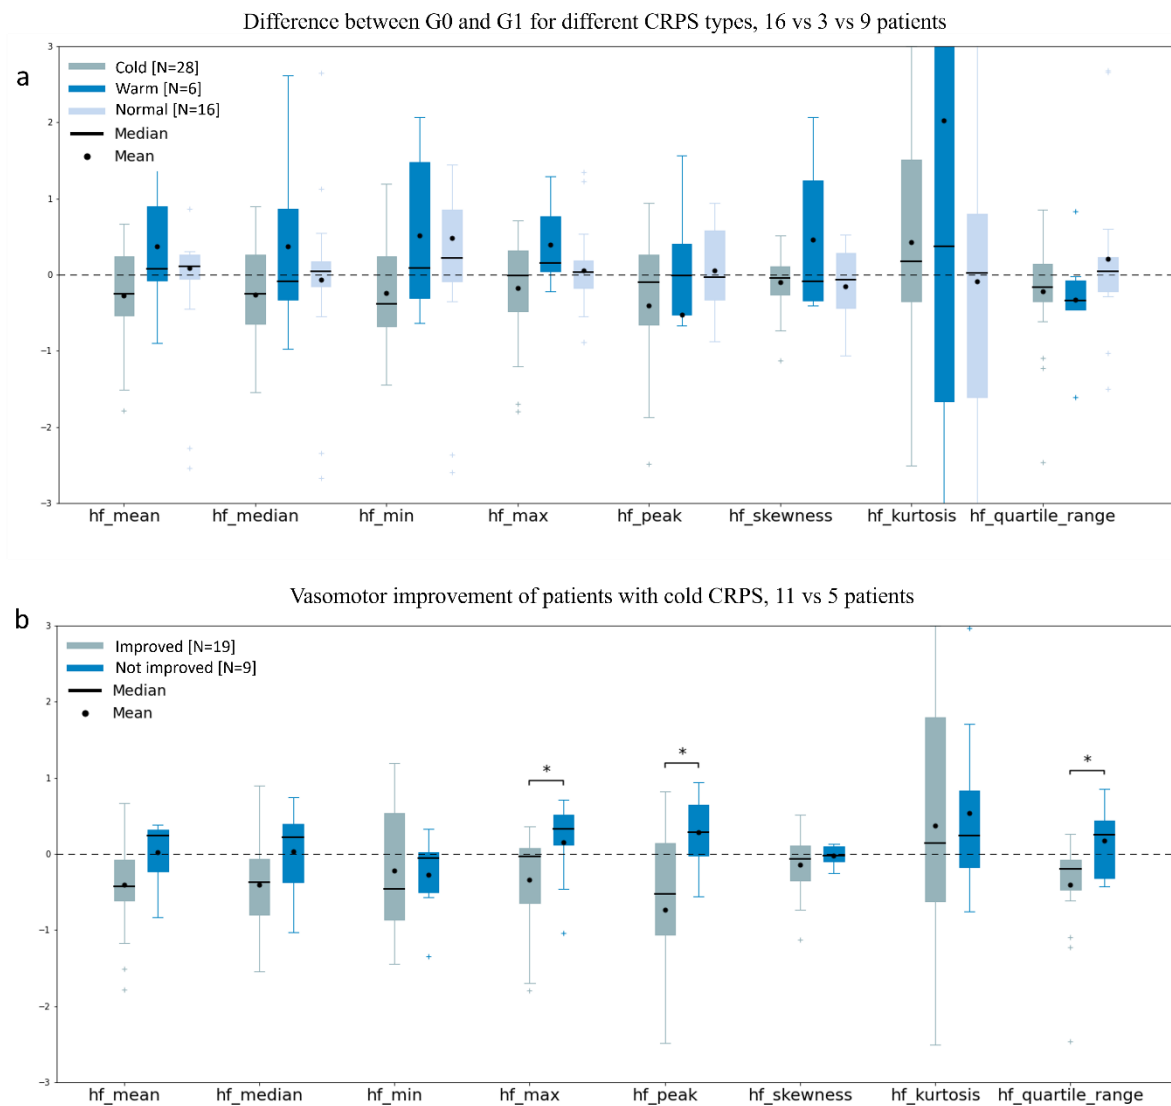 Difference between G0 and G1 for different CRPS types, 16 vs 3 vs 9 patients
a
Cold [N=28]
Warm [N=6]
Normal [N=16]
Median
Mean
3
2
1
0
−1
−2
−3
hf_mean hf_median hf_min hf_max hf_peak hf_skewness hf_kurtosis hf_quartile_range
Vasomotor improvement of patients with cold CRPS, 11 vs 5 patients
b
Improved [N=19]
Not improved [N=9]
Median
Mean
3
2
1
0
−1
−2
−3
*
*
*
hf_mean hf_median hf_min hf_max hf_peak hf_skewness hf_kurtosis hf_quartile_range